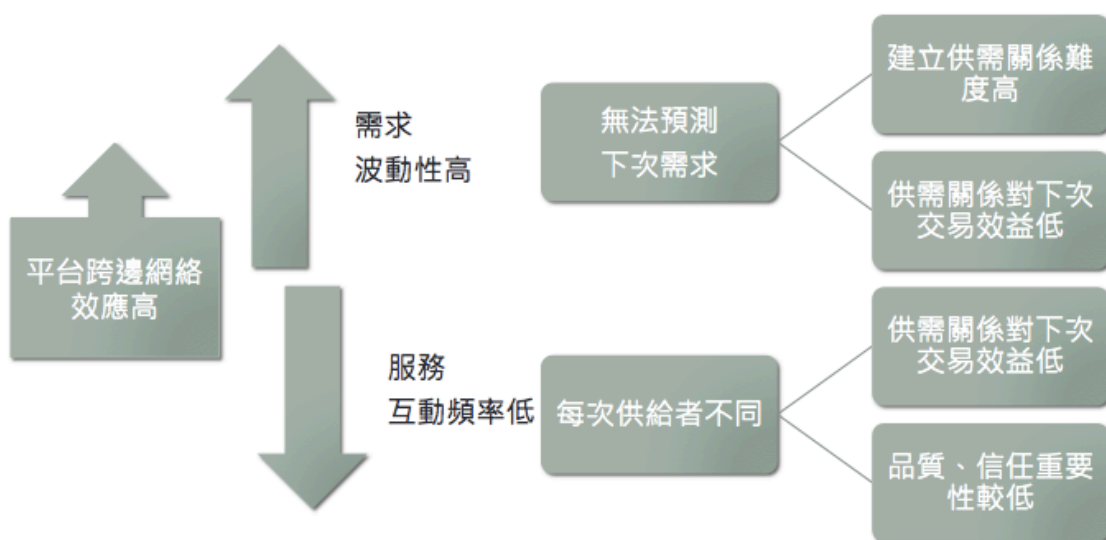 平台跨邊網絡
效應高
需求
波動性高
無法預測
下次需求
建立供需關係難
度高
供需關係對下次
交易效益低
服務
互動頻率低
每次供給者不同
供需關係對下次
交易效益低
品質、信任重要
性較低